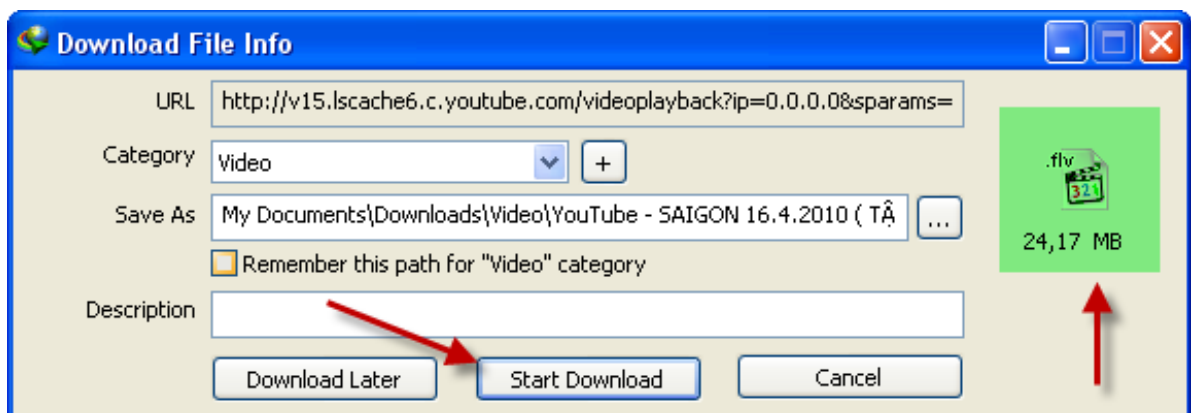 Download File Info
URL http://v15.lscache6.c.youtube.com/videoplayback?ip=0.0.0.0&sparams=
Category Video +
.flv
321
Save As My Documents\Downloads\Video\YouTube - SAIGON 16.4.2010 ( TẬ ...
24,17 MB
Remember this path for "Video" category
Description
Download Later Start Download Cancel